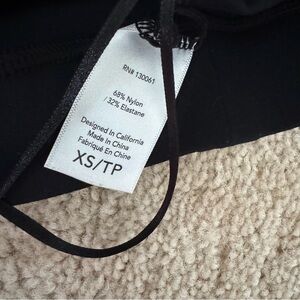 RN# 130061
68% Nylon
/ 32% Elastane
Designed in California
Made In China
Fabriqué En Chine
XS/TP